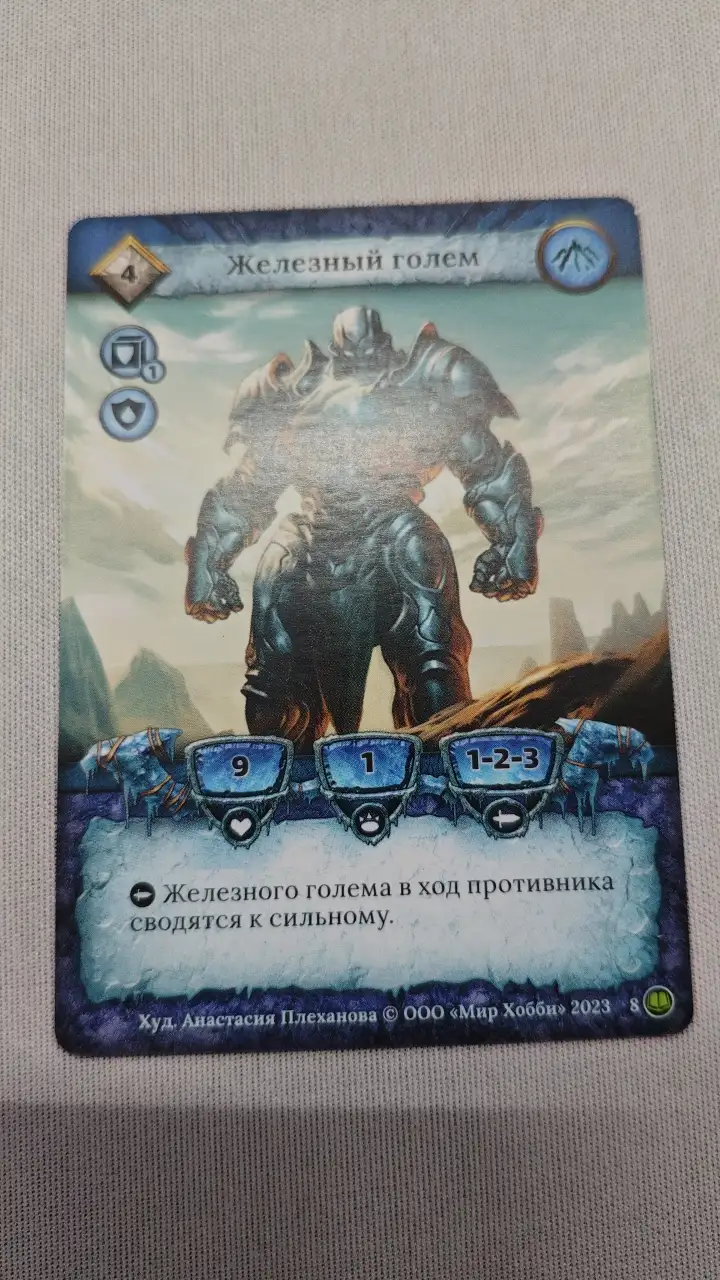 4 Железный голем
1
9 1 1-2-3
Железного голема в ход противника
сводятся к сильному.
Худ. Анастасия Плеханова © ООО «Мир Хобби» 2023 8